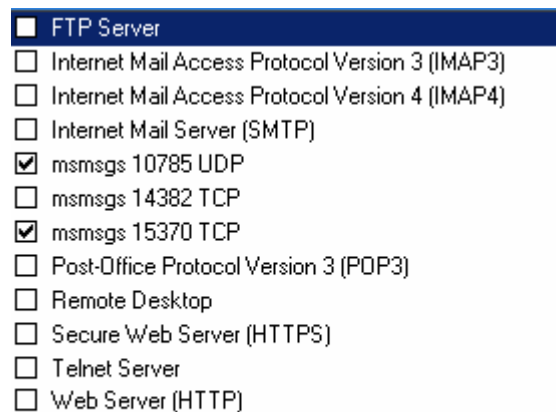 FTP Server
Internet Mail Access Protocol Version 3 (IMAP3)
Internet Mail Access Protocol Version 4 (IMAP4)
Internet Mail Server (SMTP)
msmsgs 10785 UDP
msmsgs 14382 TCP
msmsgs 15370 TCP
Post-Office Protocol Version 3 (POP3)
Remote Desktop
Secure Web Server (HTTPS)
Telnet Server
Web Server (HTTP)